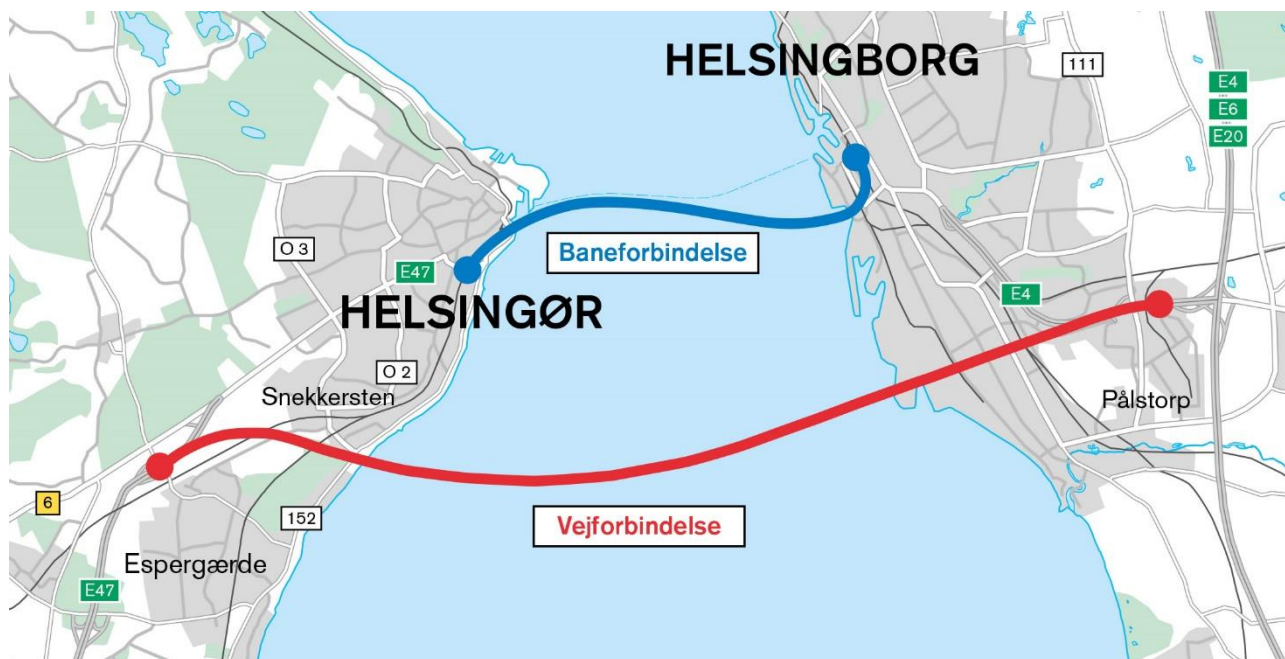 HELSINGBORG
111
E4
E6
E20
O 3
Baneforbindelse
E47
HELSINGØR
E4
O 2
Snekkersten
Pålstorp
6
152
Vejforbindelse
Espergærde
E47